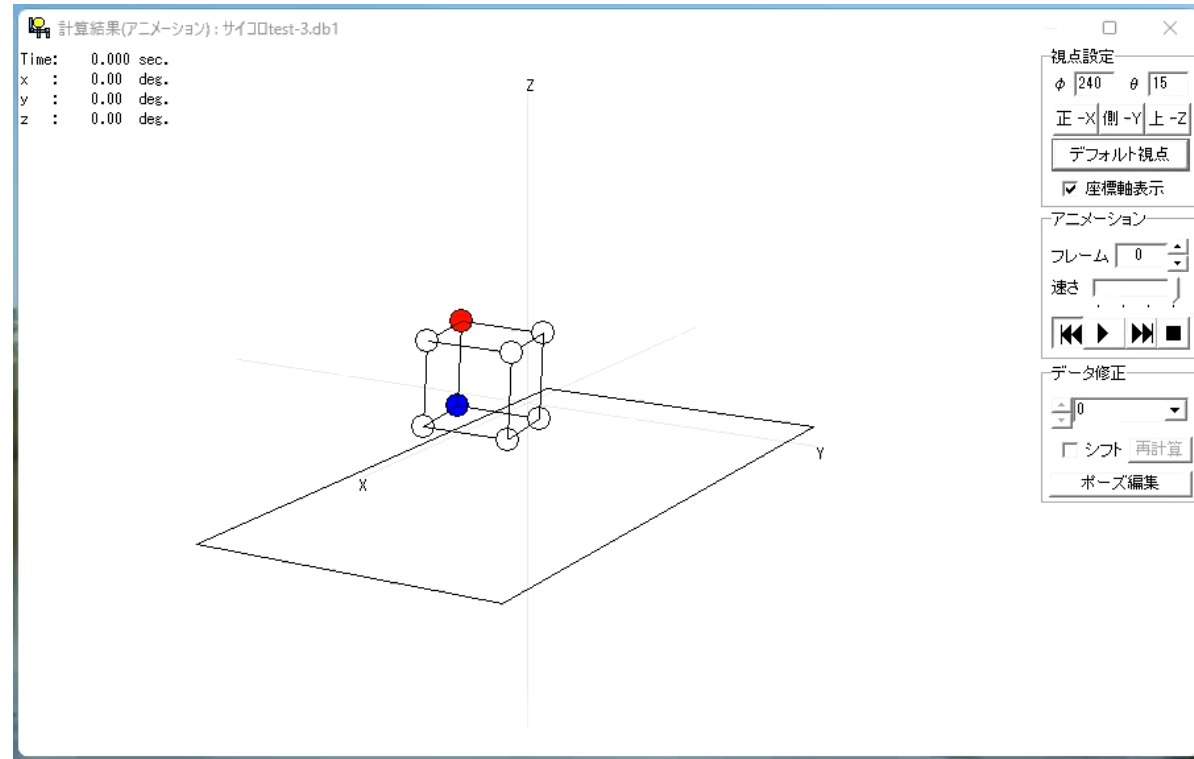 計算結果(アニメーション) : サイコロtest-3.db1
Time: 0.000 sec.
x : 0.00 deg.
y : 0.00 deg.
z : 0.00 deg.
Z
X
Y
視点設定
φ 240 θ 15
正 -X 側 -Y 上 -Z
デフォルト視点
座標軸表示
アニメーション
フレーム 0
速さ
データ修正
0
シフト 再計算
ポーズ編集